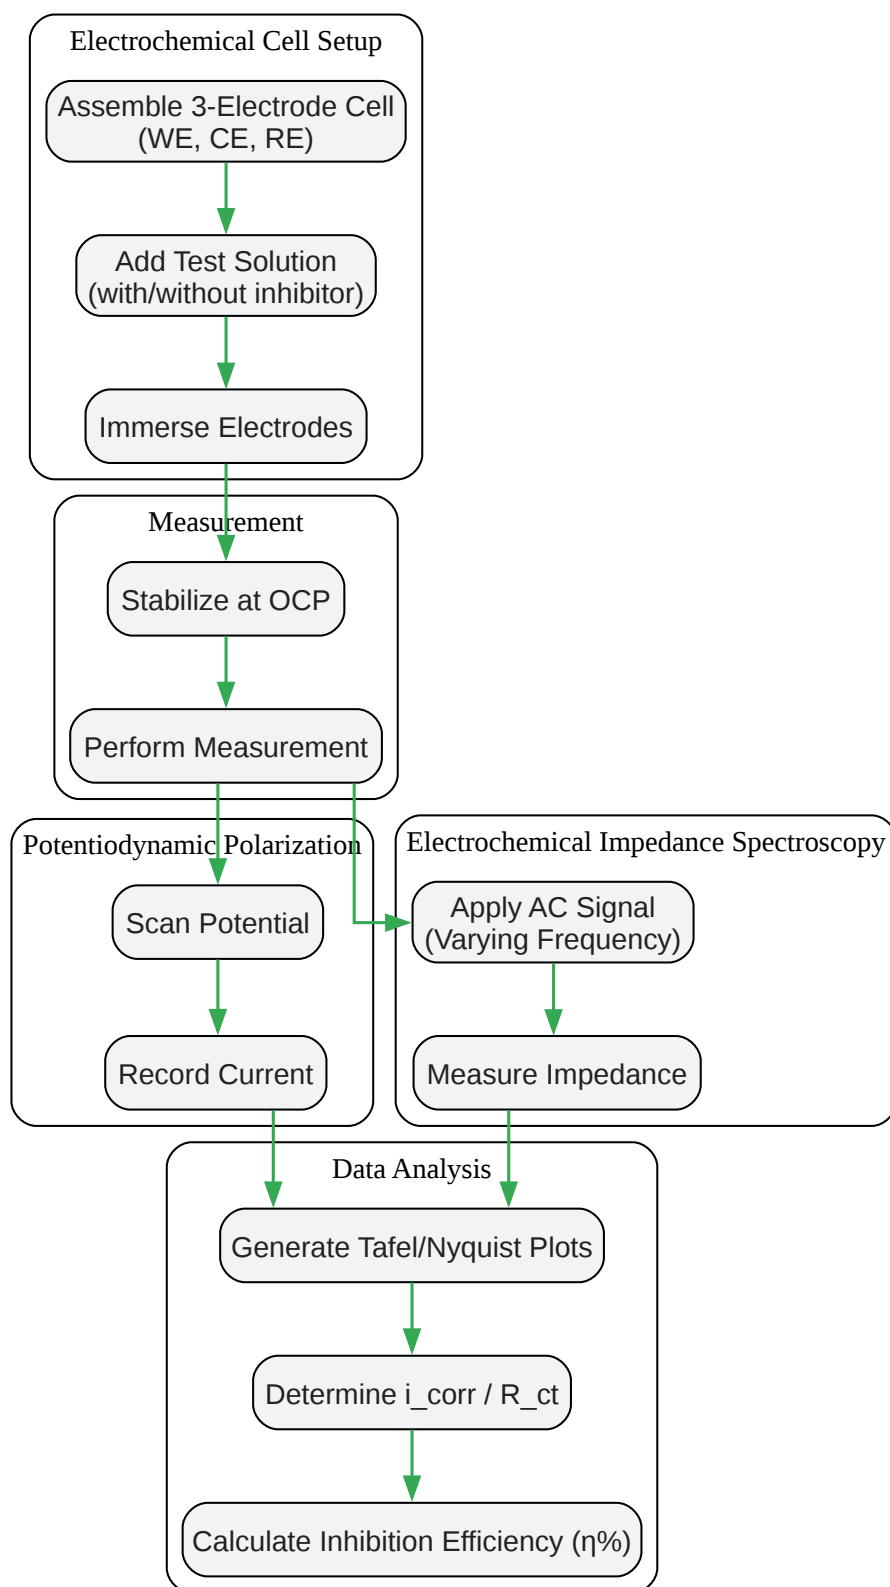 Electrochemical Cell Setup
Assemble 3-Electrode Cell
(WE, CE, RE)
Add Test Solution
(with/without inhibitor)
Immerse Electrodes
Measurement
Stabilize at OCP
Perform Measurement
Potentiodynamic Polarization
Scan Potential
Record Current
Electrochemical Impedance Spectroscopy
Apply AC Signal
(Varying Frequency)
Measure Impedance
Data Analysis
Generate Tafel/Nyquist Plots
Determine i_corr / R_ct
Calculate Inhibition Efficiency (η%)